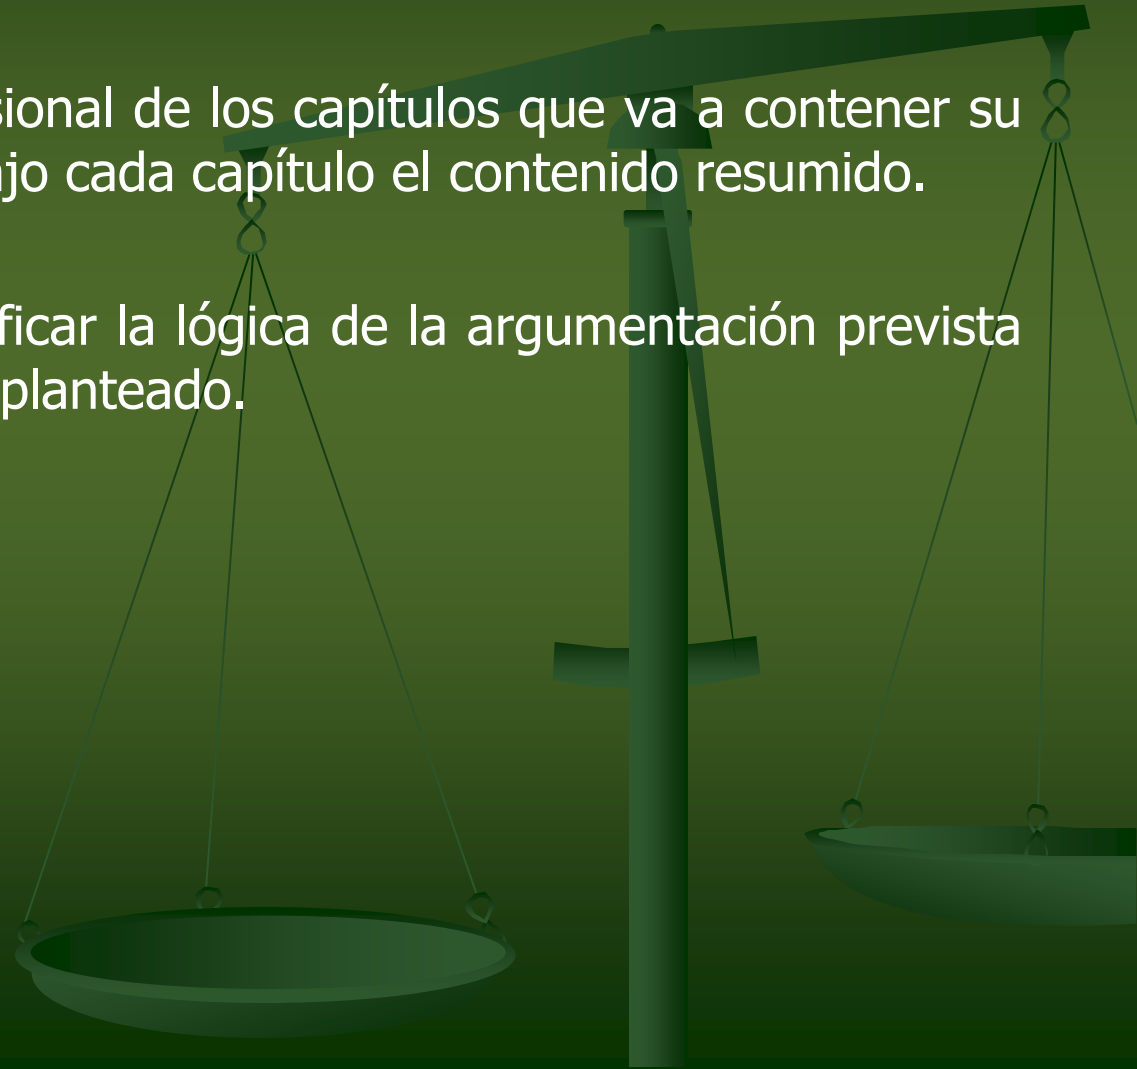 sional de los capítulos que va a contener su
ajo cada capítulo el contenido resumido.
ficar la lógica de la argumentación prevista
planteado.